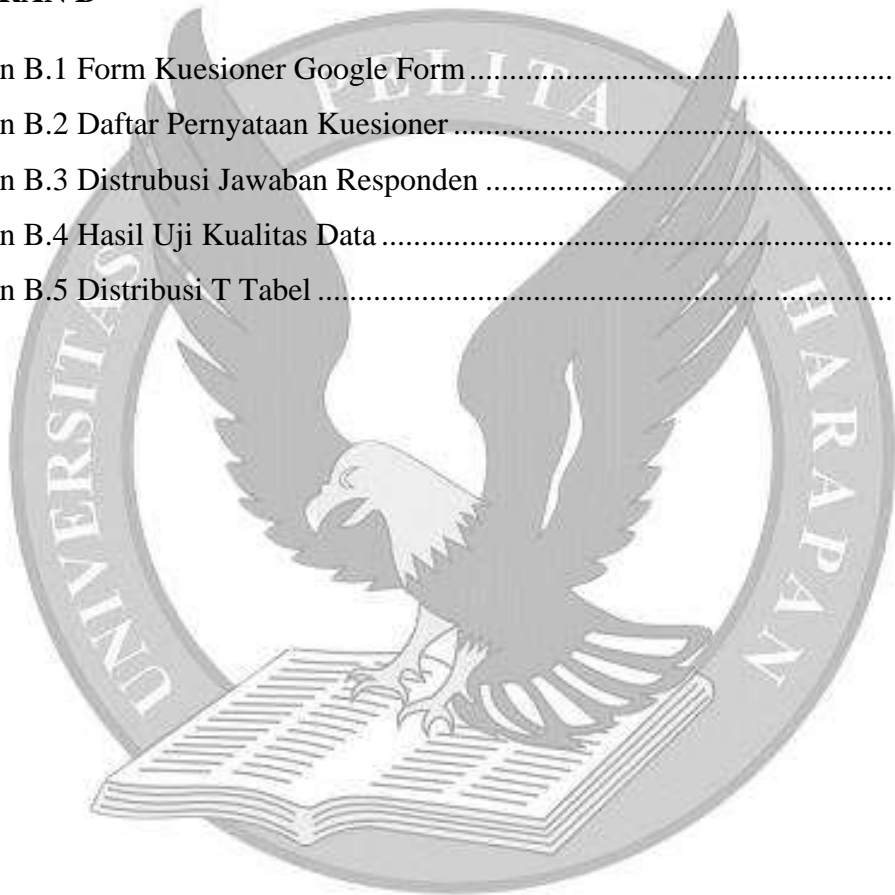 n B.1 Form Kuesioner Google Form ..........................................................
n B.2 Daftar Pernyataan Kuesioner ..........................................................
n B.3 Distrubusi Jawaban Responden ......................................................
n B.4 Hasil Uji Kualitas Data ....................................................................
n B.5 Distribusi T Tabel ............................................................................
UNIVERSITAS PELITA HARAPAN